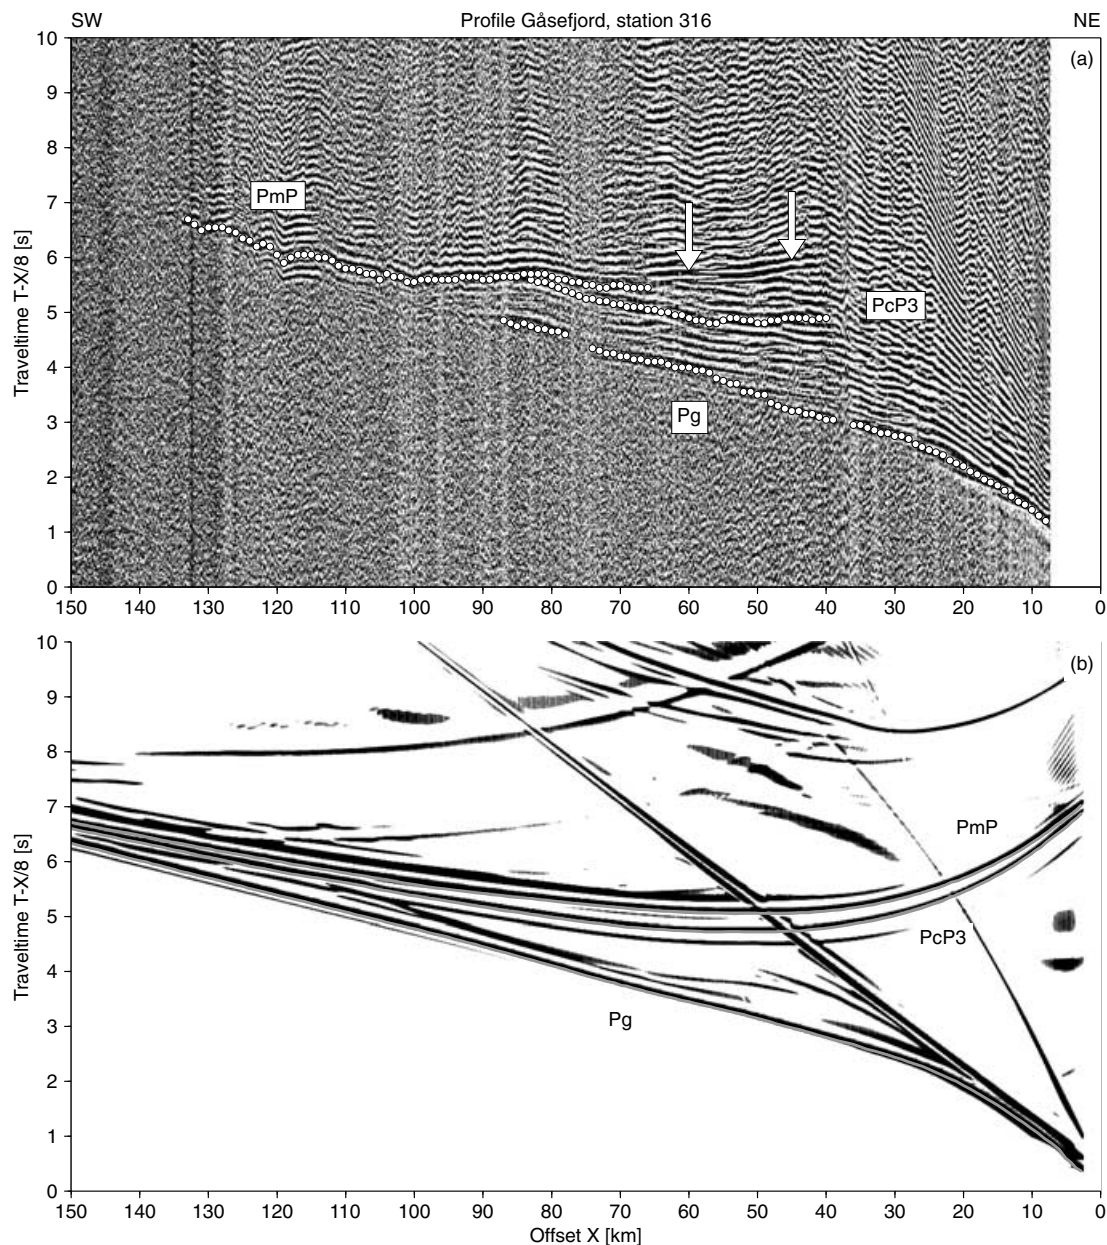 SW Profile Gåsefjord, station 316 NE
(a)
10
9
8
7
6
5
4
3
2
1
0
Traveltime T-X/8 [s]
PmP
PcP3
Pg
150 140 130 120 110 100 90 80 70 60 50 40 30 20 10 0
(b)
10
9
8
7
6
5
4
3
2
1
0
Traveltime T-X/8 [s]
PmP
PcP3
Pg
150 140 130 120 110 100 90 80 70 60 50 40 30 20 10 0
Offset X [km]